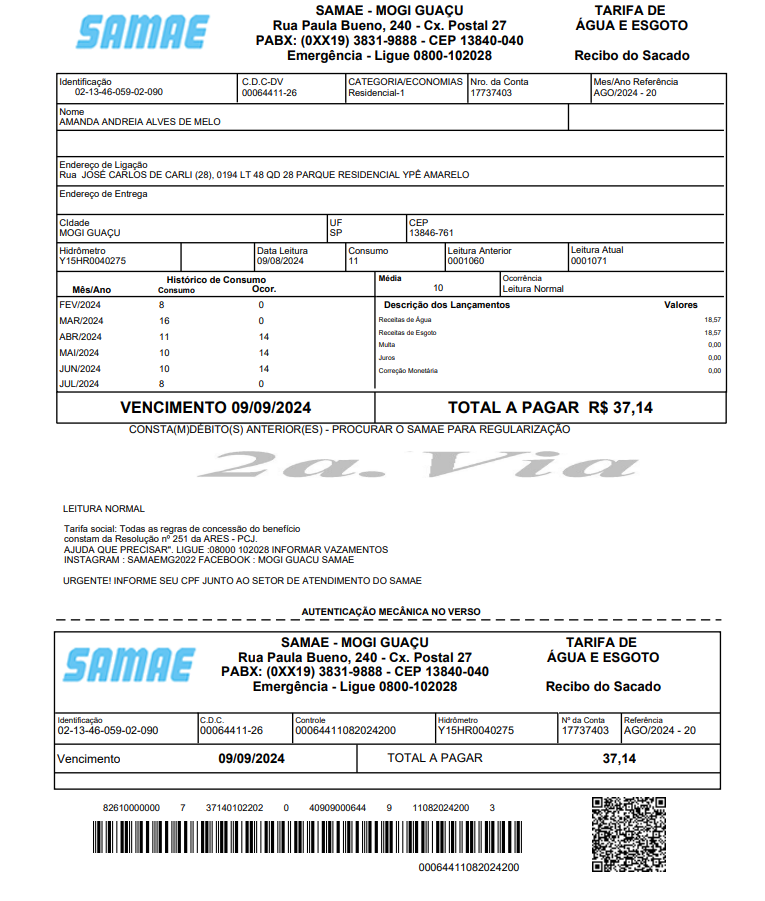 SAMAE
SAMAE - MOGI GUAÇU
Rua Paula Bueno, 240 - Cx. Postal 27
PABX: (0XX19) 3831-9888 - CEP 13840-040
Emergência - Ligue 0800-102028
TARIFA DE
ÁGUA E ESGOTO
Recibo do Sacado
Identificação C.D.C-DV CATEGORIA/ECONOMIAS Nro. da Conta Mes/Ano Referência
02-13-46-059-02-090 00064411-26 Residencial-1 17737403 AGO/2024 - 20
Nome
AMANDA ANDREIA ALVES DE MELO
Endereço de Ligação
Rua JOSÉ CARLOS DE CARLI (28), 0194 LT 48 QD 28 PARQUE RESIDENCIAL YPÊ AMARELO
Endereço de Entrega
CIdade UF CEP
MOGI GUAÇU SP 13846-761
Hidrômetro Data Leitura Consumo Leitura Anterior Leitura Atual
Y15HR0040275 09/08/2024 11 0001060 0001071
Histórico de Consumo
Mês/Ano Consumo Ocor.
FEV/2024 8 0
MAR/2024 16 0
ABR/2024 11 14
MAI/2024 10 14
JUN/2024 10 14
JUL/2024 8 0
Média Ocorrência
10 Leitura Normal
Descrição dos Lançamentos Valores
Receitas de Água 18,57
Receitas de Esgoto 18,57
Multa 0,00
Juros 0,00
Correção Monetária 0,00
VENCIMENTO 09/09/2024 TOTAL A PAGAR R$ 37,14
CONSTA(M)DÉBITO(S) ANTERIOR(ES) - PROCURAR O SAMAE PARA REGULARIZAÇÃO
2a. Via
LEITURA NORMAL
Tarifa social: Todas as regras de concessão do benefício
constam da Resolução nº 251 da ARES - PCJ.
AJUDA QUE PRECISAR". LIGUE :08000 102028 INFORMAR VAZAMENTOS
INSTAGRAM : SAMAEMG2022 FACEBOOK : MOGI GUACU SAMAE
URGENTE! INFORME SEU CPF JUNTO AO SETOR DE ATENDIMENTO DO SAMAE
AUTENTICAÇÃO MECÂNICA NO VERSO
SAMAE
SAMAE - MOGI GUAÇU
Rua Paula Bueno, 240 - Cx. Postal 27
PABX: (0XX19) 3831-9888 - CEP 13840-040
Emergência - Ligue 0800-102028
TARIFA DE
ÁGUA E ESGOTO
Recibo do Sacado
Identificação C.D.C. Controle Hidrômetro Nº da Conta Referência
02-13-46-059-02-090 00064411-26 00064411082024200 Y15HR0040275 17737403 AGO/2024 - 20
Vencimento 09/09/2024 TOTAL A PAGAR 37,14
82610000000 7 37140102202 0 40909000644 9 11082024200 3
00064411082024200